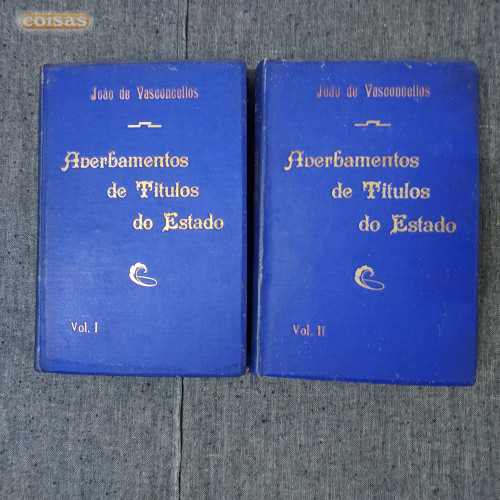 coisas
João de Vasconcellos
Averbamentos
de Titulos
do Estado
Vol. I
João de Vasconcellos
Averbamentos
de Titulos
do Estado
Vol. II